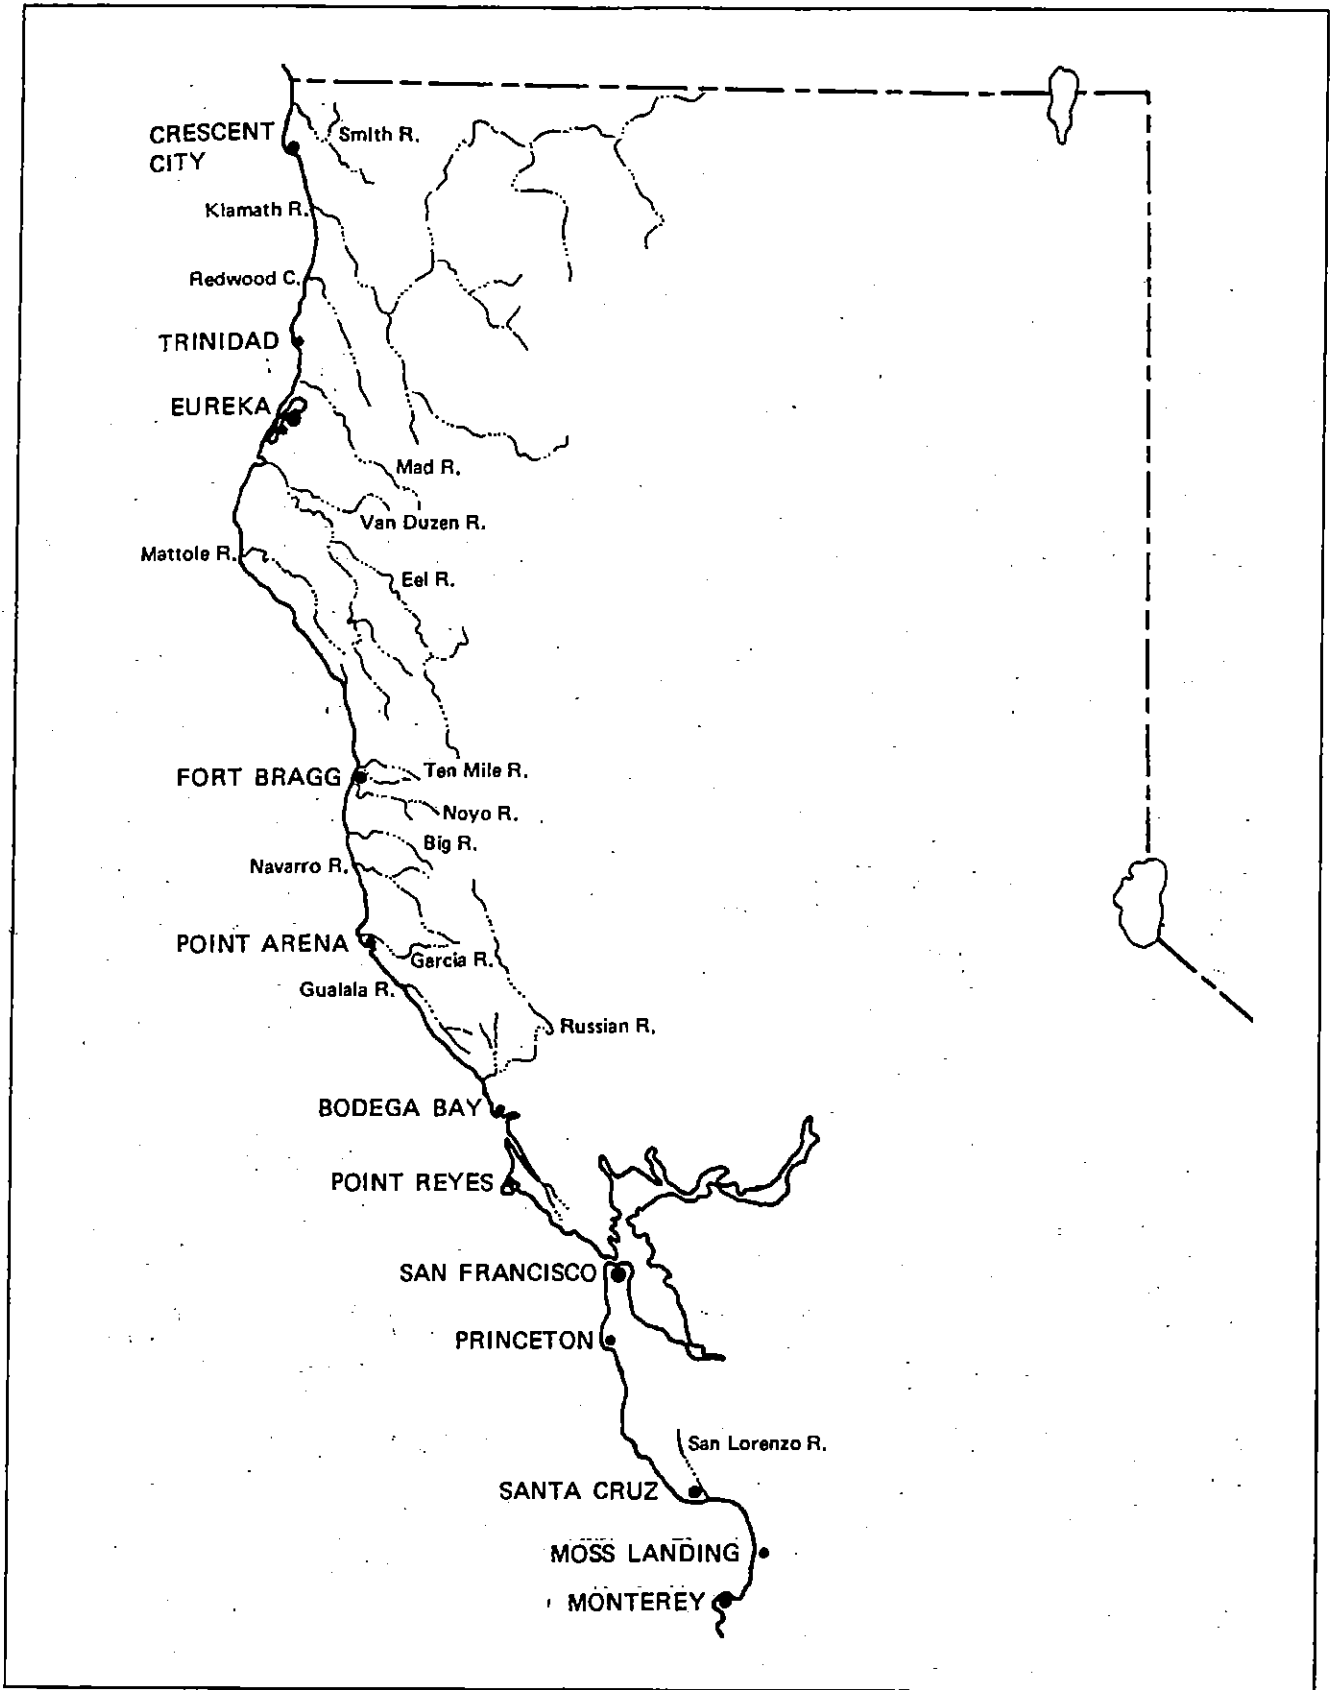 CRESCENT
CITY
Smith R.
Klamath R.
Redwood C.
TRINIDAD
EUREKA
Mad R.
Van Duzen R.
Mattole R.
Eel R.
FORT BRAGG
Ten Mile R.
Noyo R.
Big R.
Navarro R.
POINT ARENA
Garcia R.
Gualala R.
Russian R.
BODEGA BAY
POINT REYES
SAN FRANCISCO
PRINCETON
San Lorenzo R.
SANTA CRUZ
MOSS LANDING
MONTEREY